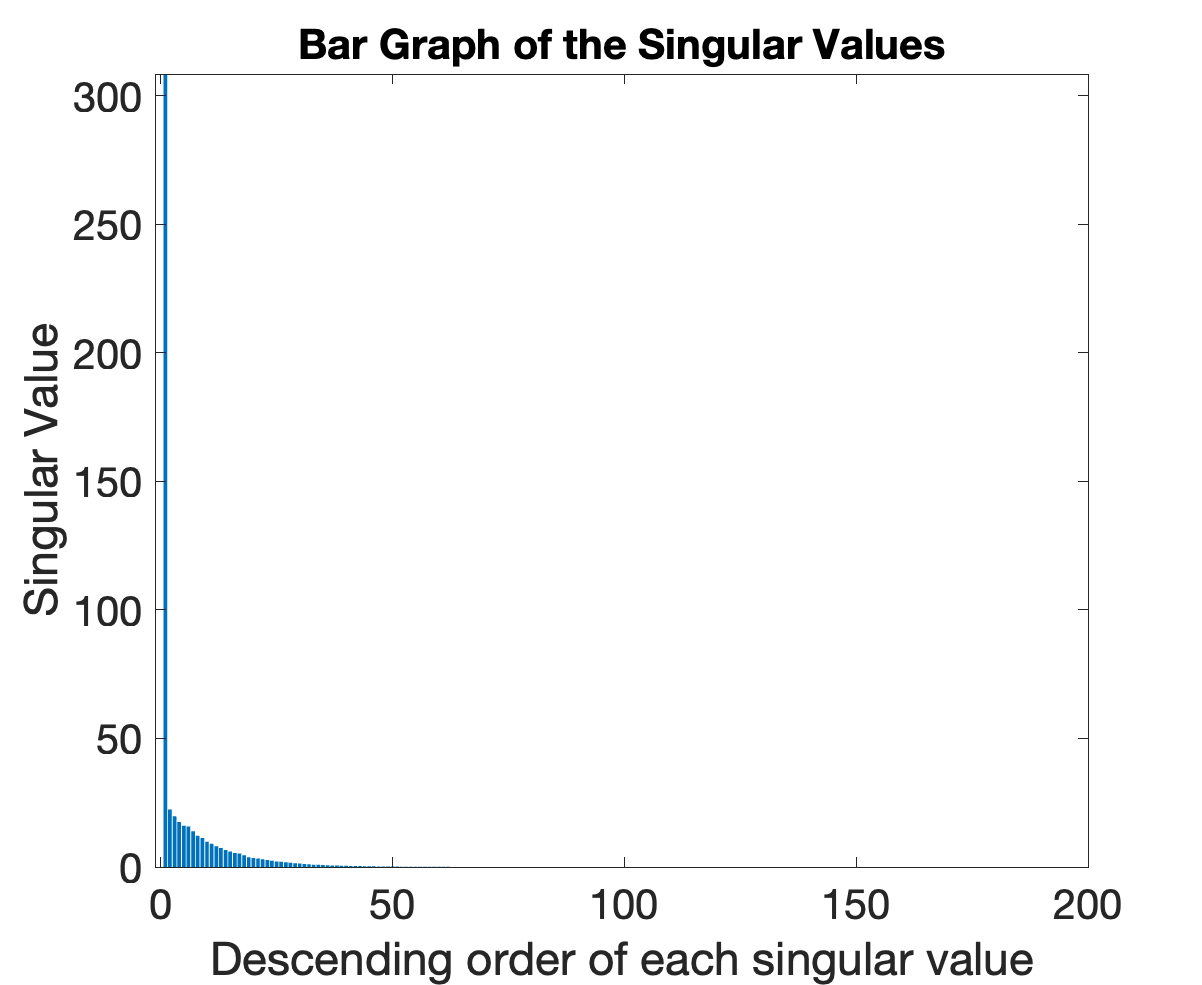 Bar Graph of the Singular Values
300
250
200
150
100
50
0
Singular Value
0 50 100 150 200
Descending order of each singular value